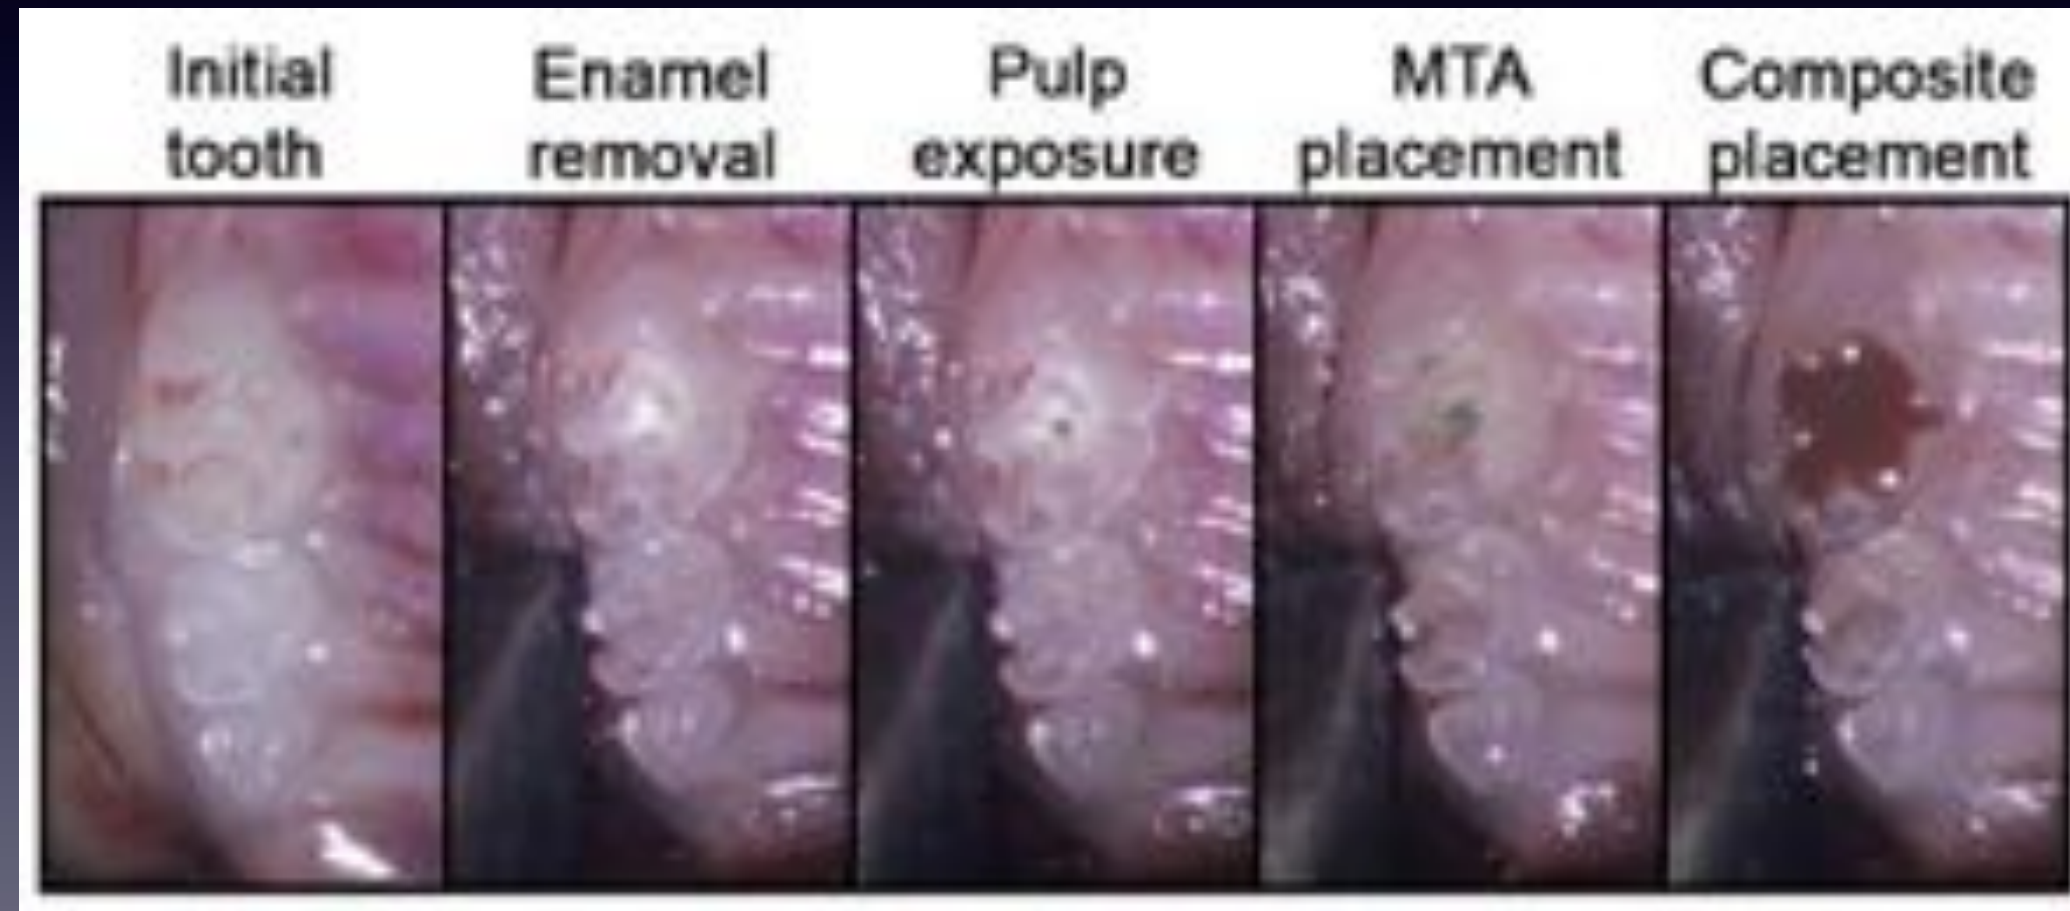 Initial
tooth
Enamel
removal
Pulp
exposure
MTA
placement
Composite
placement